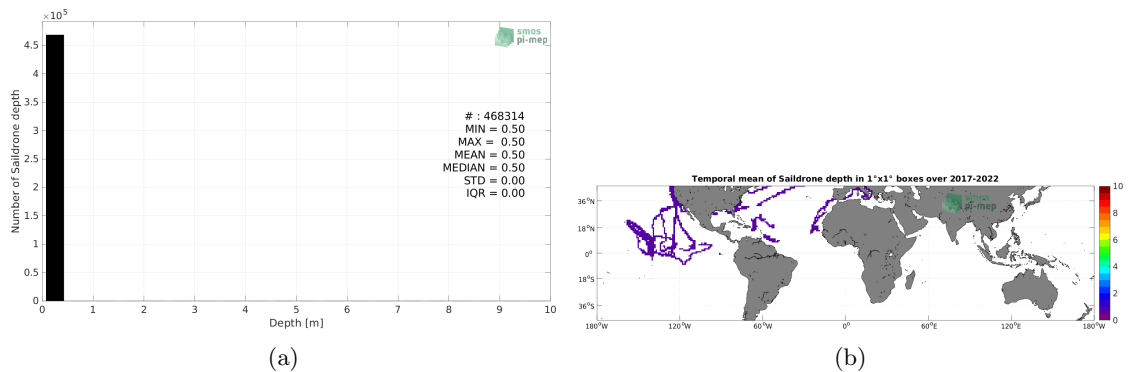 ×10⁵
4.5
4
3.5
3
2.5
2
1.5
1
0.5
0
Number of Saildrone depth
smos
pi-mep
# : 468314
MIN = 0.50
MAX = 0.50
MEAN = 0.50
MEDIAN = 0.50
STD = 0.00
IQR = 0.00
0 1 2 3 4 5 6 7 8 9 10
Depth [m]
(a)
Temporal mean of Saildrone depth in 1°x1° boxes over 2017-2022
smos
pi-mep
36°N
18°N
0°
18°S
36°S
180°W 120°W 60°W 0° 60°E 120°E 180°W
10
8
6
4
2
0
(b)